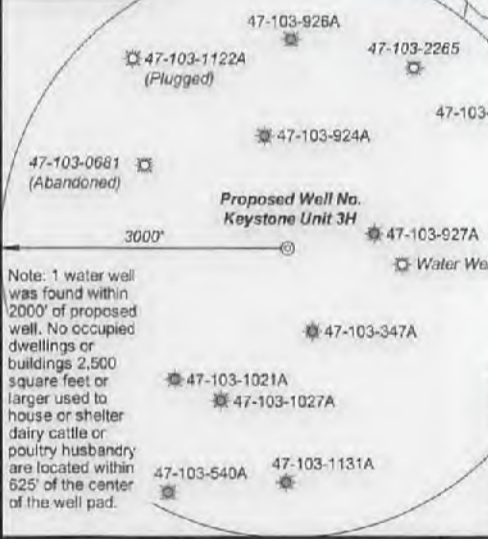 47-103-926A
47-103-1122A
(Plugged)
47-103-2265
47-103-
47-103-924A
47-103-0681
(Abandoned)
Proposed Well No.
Keystone Unit 3H
3000'
47-103-927A
Water We
Note: 1 water well
was found within
2000' of proposed
well. No occupied
dwellings or
buildings 2,500
square feet or
larger used to
house or shelter
dairy cattle or
poultry husbandry
are located within
625' of the center
of the well pad.
47-103-347A
47-103-1021A
47-103-1027A
47-103-540A
47-103-1131A